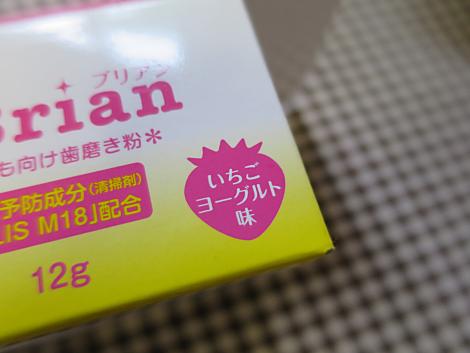 ブリアン
Brian
も向け歯磨き粉*
予防成分(清掃剤)
LIS M18」配合
いちご
ヨーグルト
味
12g